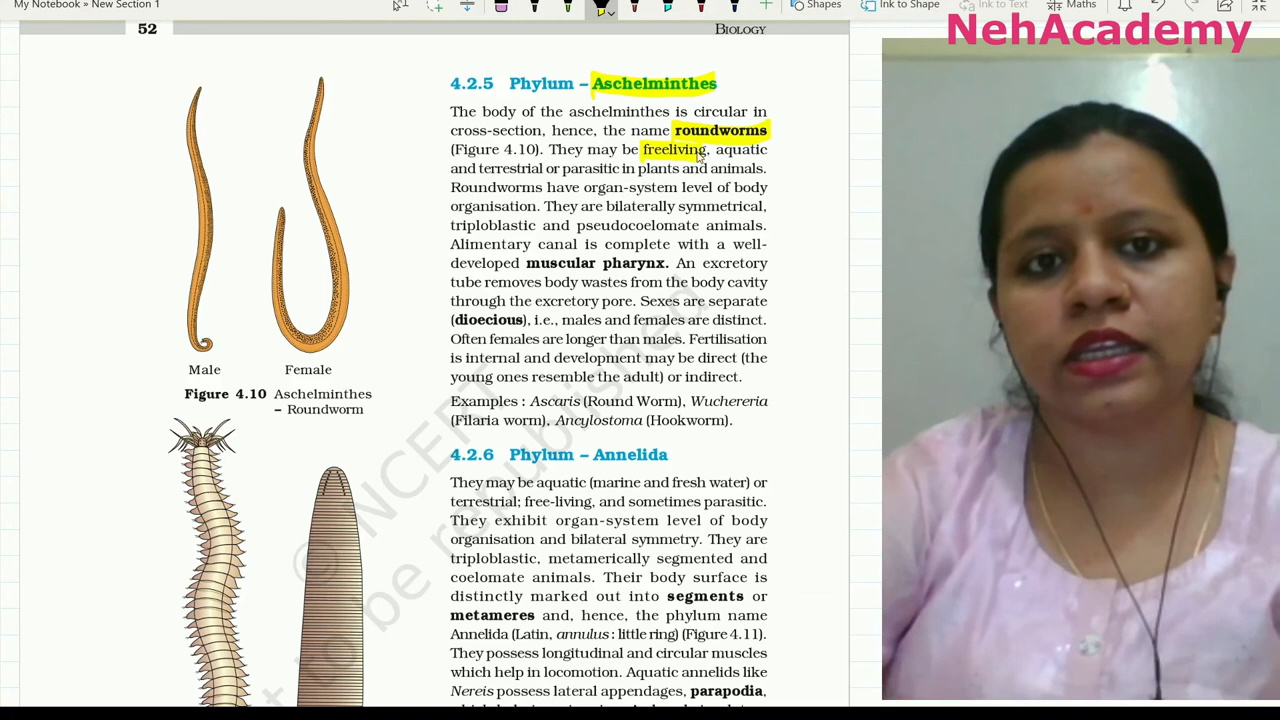 My Notebook » New Section 1
Shapes
Ink to Shape
Ink to Text
Maths
NehAcademy
52
BIOLOGY
Male
Female
Figure 4.10 Aschelminthes
– Roundworm
4.2.5 Phylum – Aschelminthes
The body of the aschelminthes is circular in
cross-section, hence, the name roundworms
(Figure 4.10). They may be freeliving, aquatic
and terrestrial or parasitic in plants and animals.
Roundworms have organ-system level of body
organisation. They are bilaterally symmetrical,
triploblastic and pseudocoelomate animals.
Alimentary canal is complete with a well-
developed muscular pharynx. An excretory
tube removes body wastes from the body cavity
through the excretory pore. Sexes are separate
(dioecious), i.e., males and females are distinct.
Often females are longer than males. Fertilisation
is internal and development may be direct (the
young ones resemble the adult) or indirect.
Examples : Ascaris (Round Worm), Wuchereria
(Filaria worm), Ancylostoma (Hookworm).
4.2.6 Phylum – Annelida
They may be aquatic (marine and fresh water) or
terrestrial; free-living, and sometimes parasitic.
They exhibit organ-system level of body
organisation and bilateral symmetry. They are
triploblastic, metamerically segmented and
coelomate animals. Their body surface is
distinctly marked out into segments or
metameres and, hence, the phylum name
Annelida (Latin, annulus : little ring) (Figure 4.11).
They possess longitudinal and circular muscles
which help in locomotion. Aquatic annelids like
Nereis possess lateral appendages, parapodia,
© NCERT
t to be republished